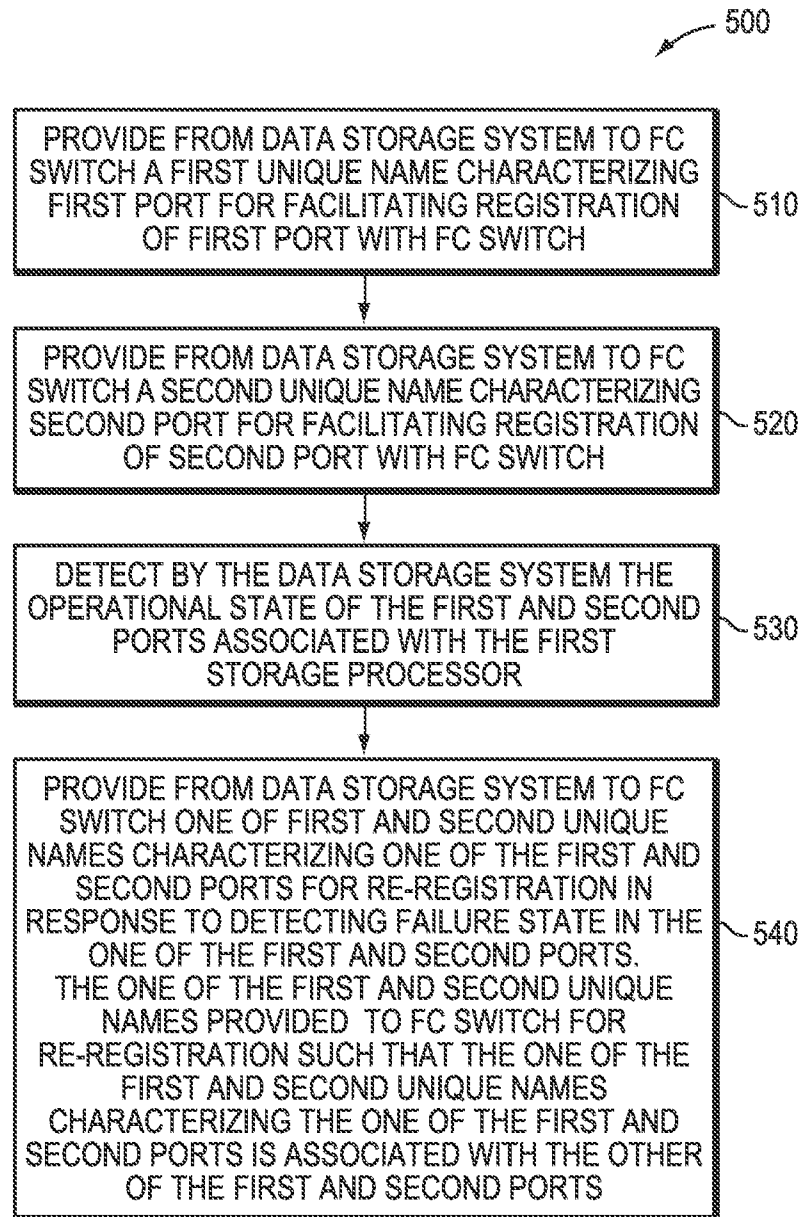 500
PROVIDE FROM DATA STORAGE SYSTEM TO FC
SWITCH A FIRST UNIQUE NAME CHARACTERIZING
FIRST PORT FOR FACILITATING REGISTRATION
OF FIRST PORT WITH FC SWITCH
510
PROVIDE FROM DATA STORAGE SYSTEM TO FC
SWITCH A SECOND UNIQUE NAME CHARACTERIZING
SECOND PORT FOR FACILITATING REGISTRATION
OF SECOND PORT WITH FC SWITCH
520
DETECT BY THE DATA STORAGE SYSTEM THE
OPERATIONAL STATE OF THE FIRST AND SECOND
PORTS ASSOCIATED WITH THE FIRST
STORAGE PROCESSOR
530
PROVIDE FROM DATA STORAGE SYSTEM TO FC
SWITCH ONE OF FIRST AND SECOND UNIQUE
NAMES CHARACTERIZING ONE OF THE FIRST AND
SECOND PORTS FOR RE-REGISTRATION IN
RESPONSE TO DETECTING FAILURE STATE IN THE
ONE OF THE FIRST AND SECOND PORTS.
THE ONE OF THE FIRST AND SECOND UNIQUE
NAMES PROVIDED TO FC SWITCH FOR
RE-REGISTRATION SUCH THAT THE ONE OF THE
FIRST AND SECOND UNIQUE NAMES
CHARACTERIZING THE ONE OF THE FIRST AND
SECOND PORTS IS ASSOCIATED WITH THE OTHER
OF THE FIRST AND SECOND PORTS
540